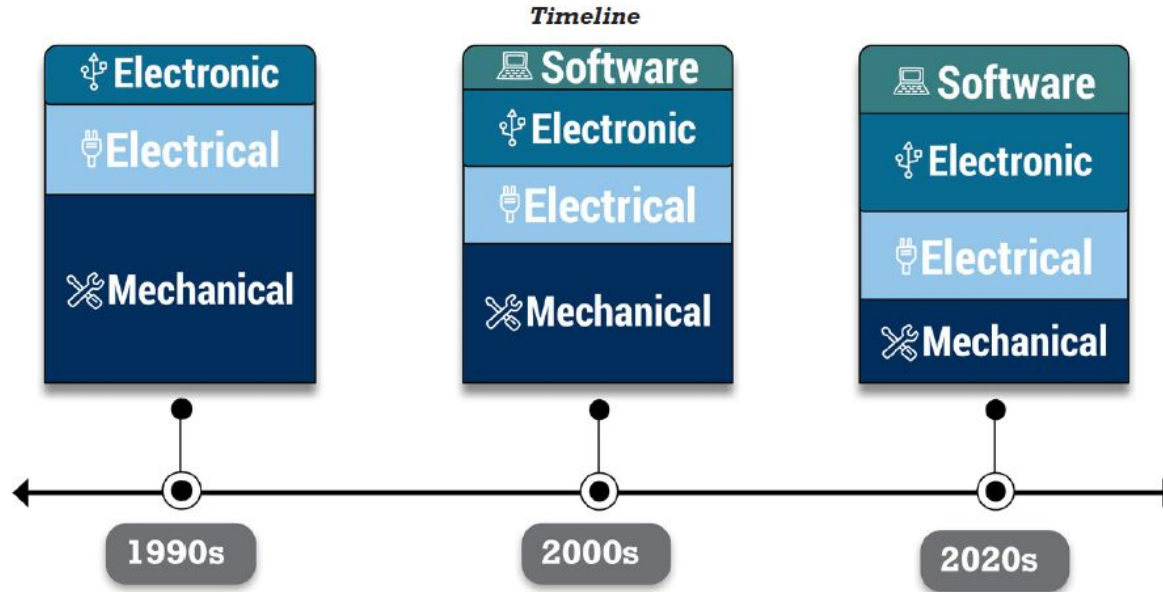 Timeline
Electronic
Electrical
Mechanical
Software
Electronic
Electrical
Mechanical
Software
Electronic
Electrical
Mechanical
1990s
2000s
2020s